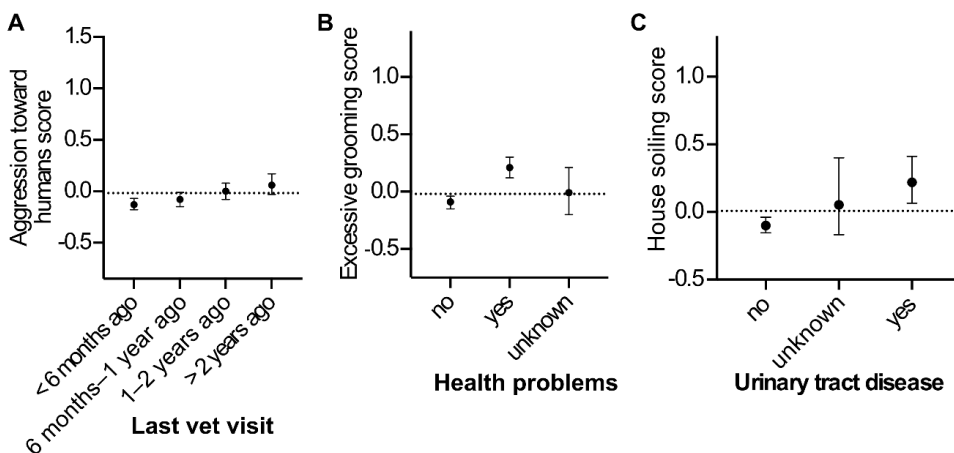 A
Aggression toward
humans score
1.5
1.0
0.5
0.0
-0.5
< 6 months ago
6 months–1 year ago
1–2 years ago
> 2 years ago
Last vet visit
B
Excessive grooming score
1.0
0.5
0.0
-0.5
no
yes
unknown
Health problems
C
House soiling score
1.0
0.5
0.0
-0.5
no
unknown
yes
Urinary tract disease